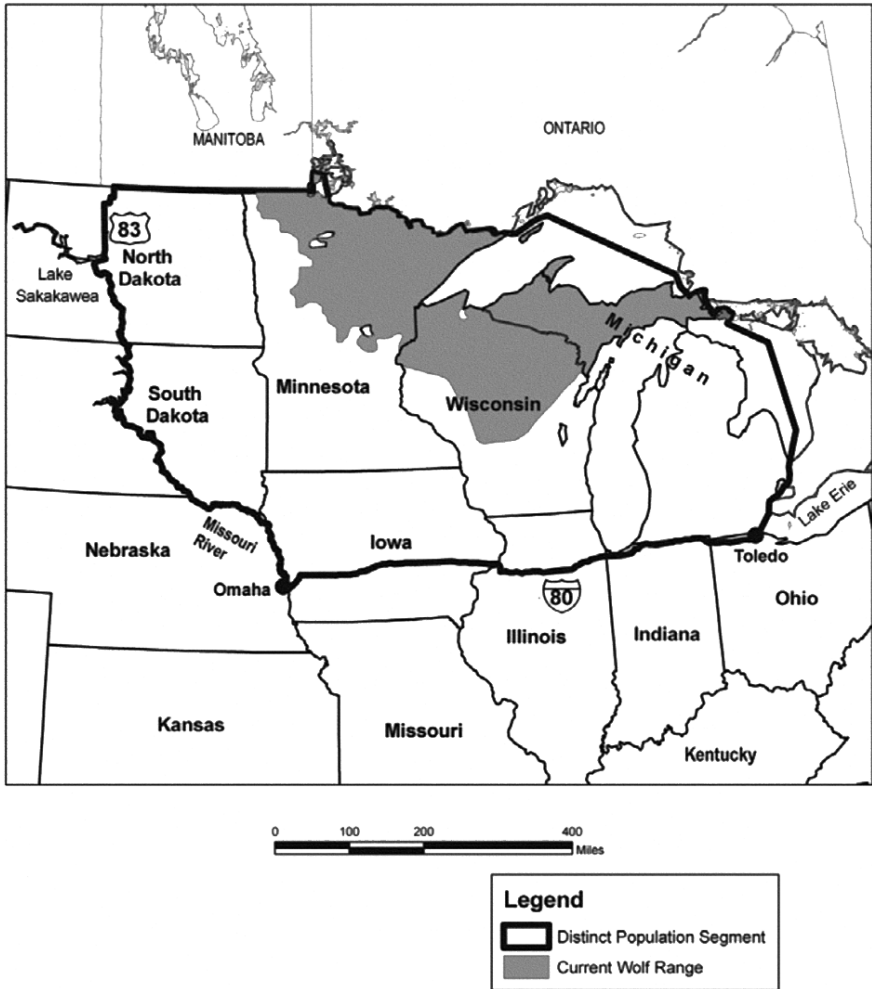 MANITOBA
ONTARIO
83
North
Dakota
Lake
Sakakawea
Michigan
South
Dakota
Minnesota
Wisconsin
Lake Erie
Missouri
River
Nebraska
Iowa
Toledo
Omaha
80
Ohio
Illinois
Indiana
Kansas
Missouri
Kentucky
0 100 200 400
Miles
Legend
Distinct Population Segment
Current Wolf Range